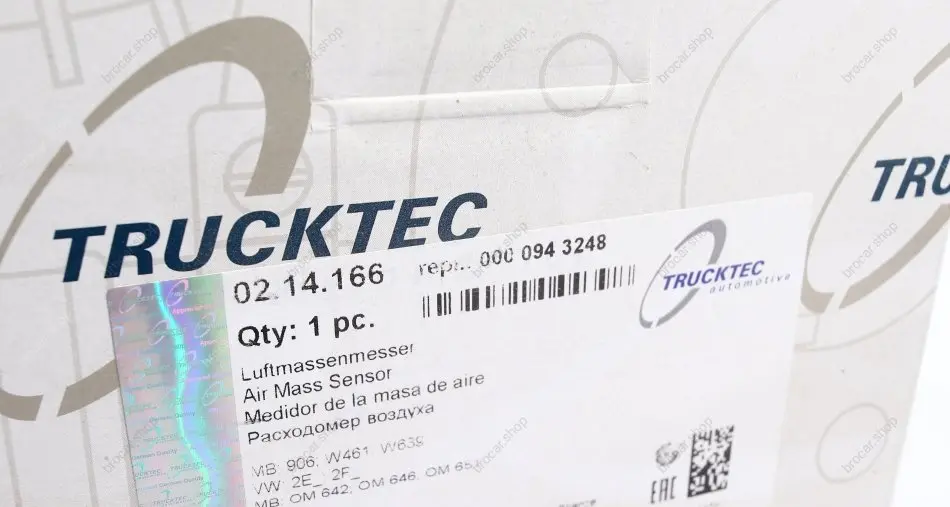 TRUCKTEC
TRU
02.14.166
000 094 3248
TRUCKTEC
automotive
Qty: 1 pc.
Luftmassenmesser
Air Mass Sensor
Medidor de la masa de aire
Расходомер воздуха
MB: 906, W461, W639
VW: 2E_, 2F_
MB: OM 642, OM 646, OM
EAC
brocar.shop